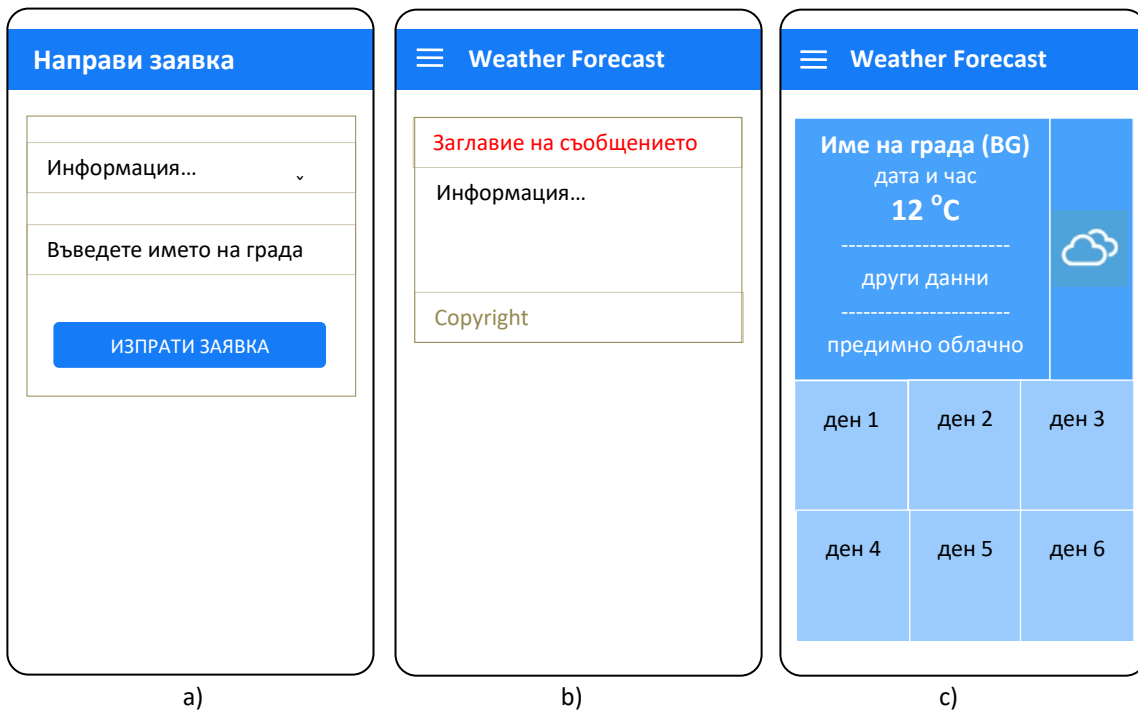 Направи заявка
Информация...
Въведете името на града
ИЗПРАТИ ЗАЯВКА
a)
Weather Forecast
Заглавие на съобщението
Информация...
Copyright
b)
Weather Forecast
Име на града (BG)
дата и час
12 °C
-----------------------
други данни
-----------------------
предимно облачно
ден 1 ден 2 ден 3
ден 4 ден 5 ден 6
c)